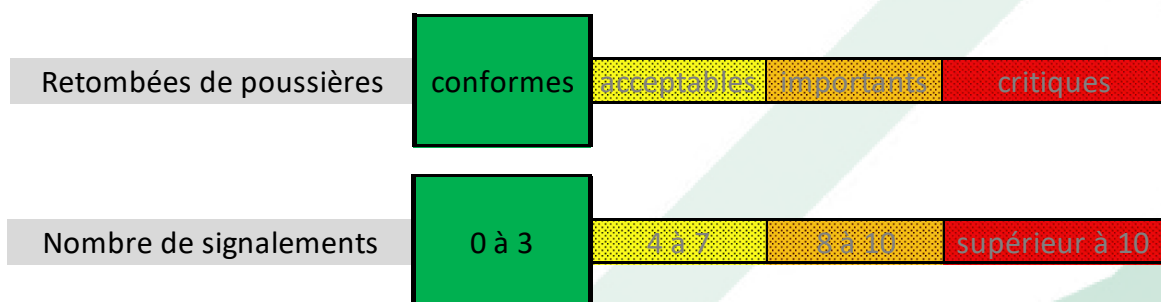 Retombées de poussières conformes acceptables importants critiques
Nombre de signalements 0 à 3 4 à 7 8 à 10 supérieur à 10